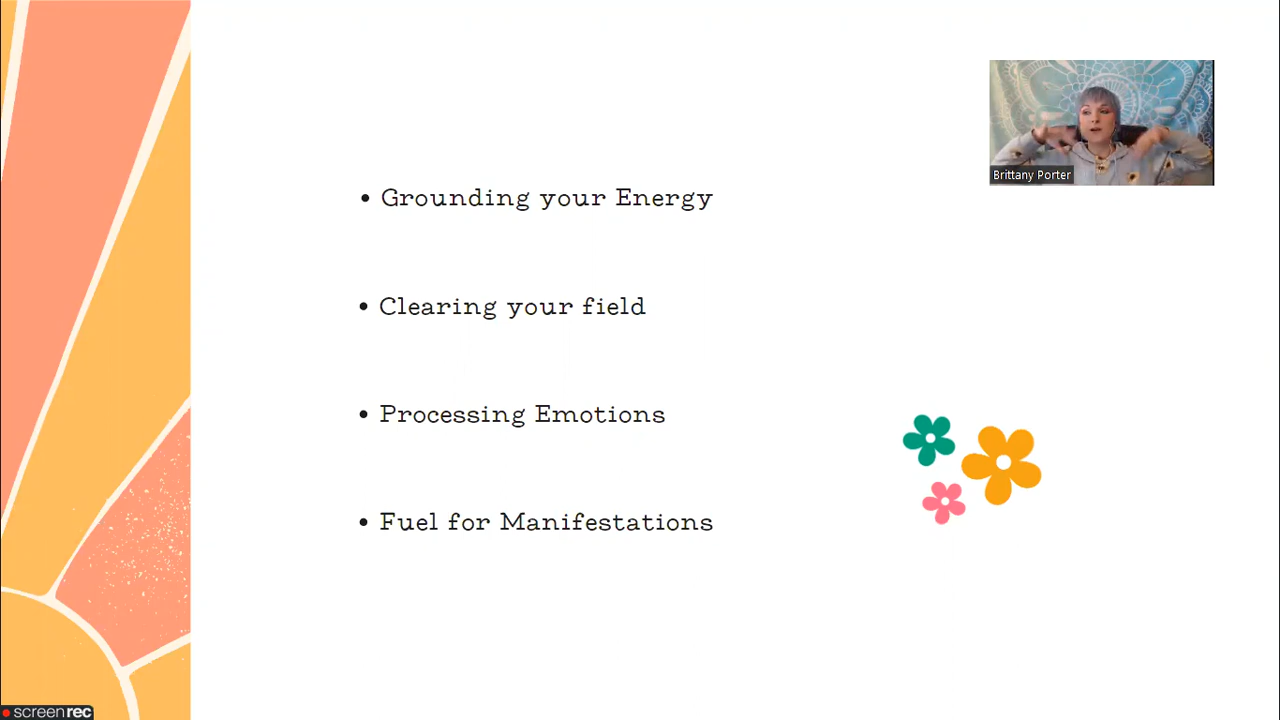 Brittany Porter
• Grounding your Energy
• Clearing your field
• Processing Emotions
• Fuel for Manifestations
screenrec